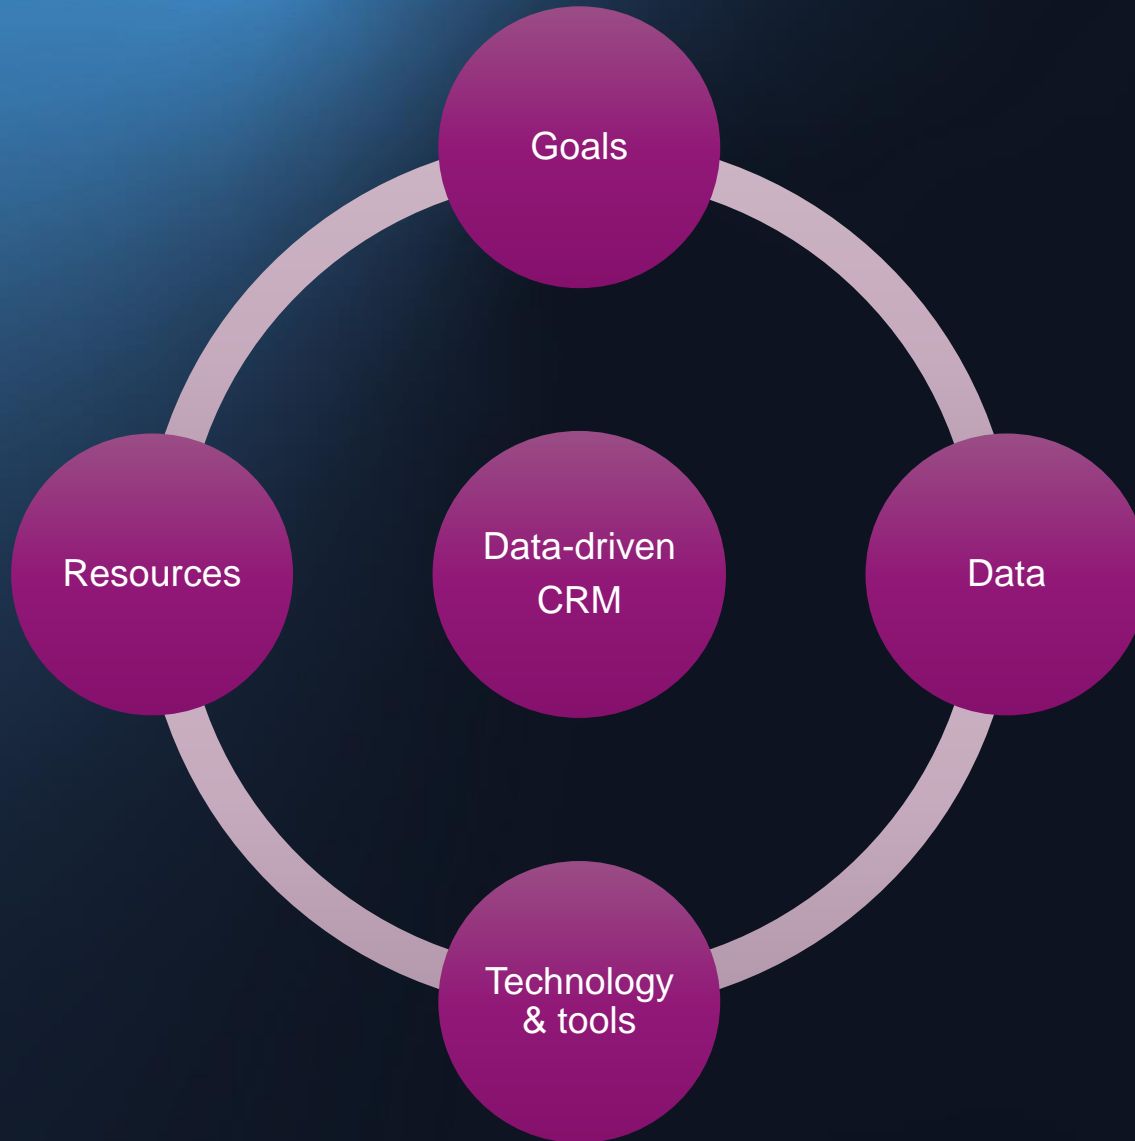 Goals
Resources
Data-driven
CRM
Data
Technology
& tools